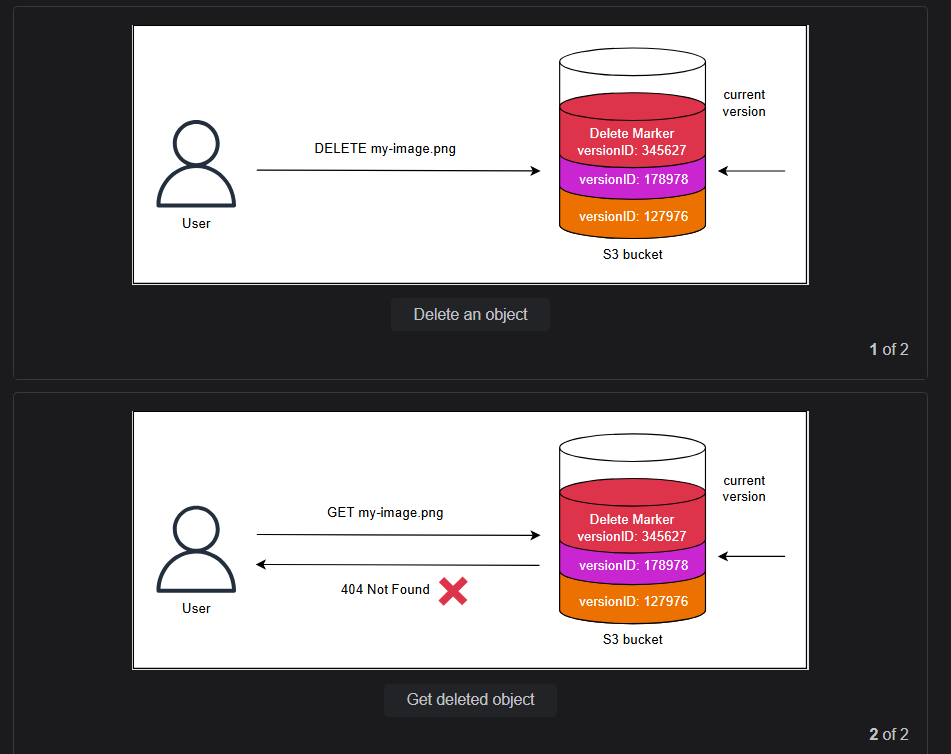 DELETE my-image.png
User
Delete Marker
versionID: 345627
versionID: 178978
versionID: 127976
S3 bucket
current
version
Delete an object
1 of 2
GET my-image.png
404 Not Found
User
Delete Marker
versionID: 345627
versionID: 178978
versionID: 127976
S3 bucket
current
version
Get deleted object
2 of 2